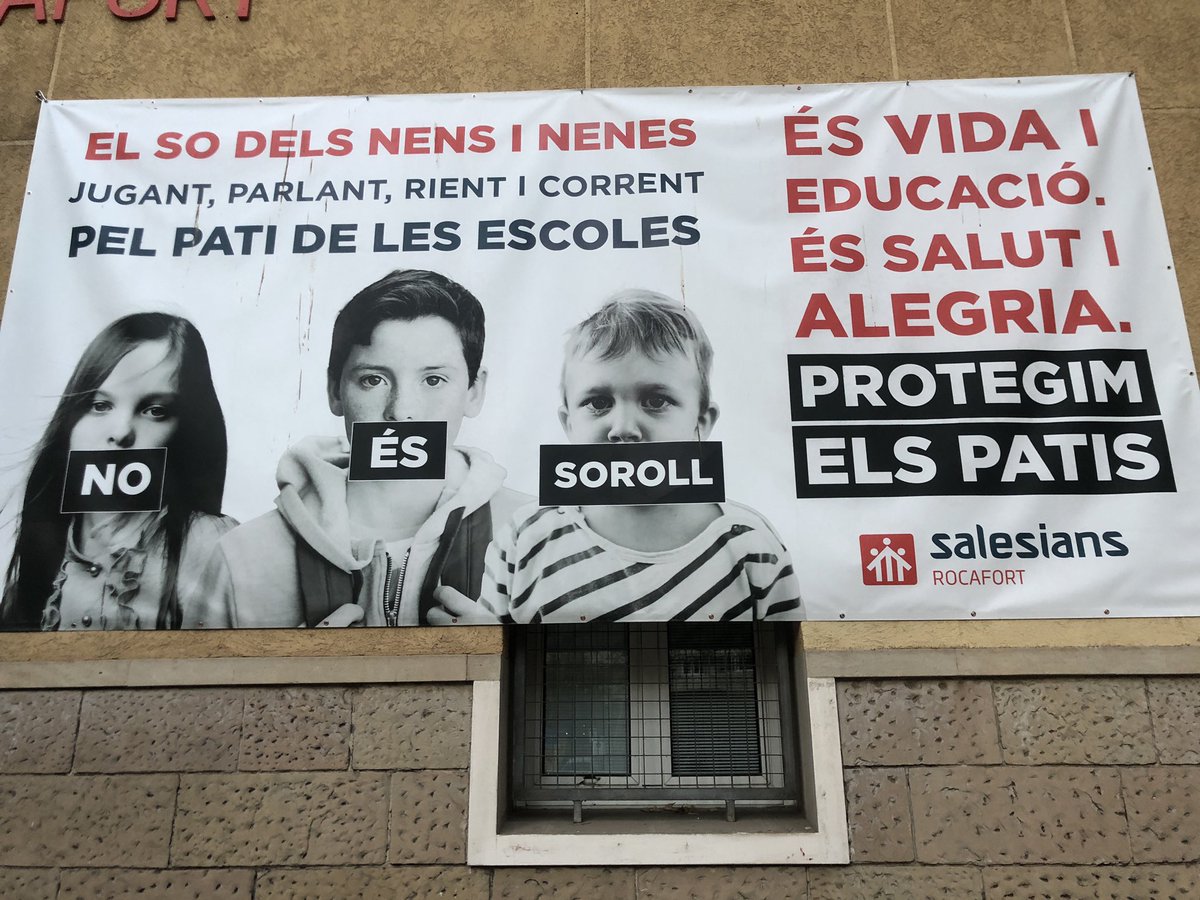 AFORT
EL SO DELS NENS I NENES
JUGANT, PARLANT, RIENT I CORRENT
PEL PATI DE LES ESCOLES
NO
ÉS
SOROLL
ÉS VIDA I
EDUCACIÓ.
ÉS SALUT I
ALEGRIA.
PROTEGIM
ELS PATIS
salesians
ROCAFORT